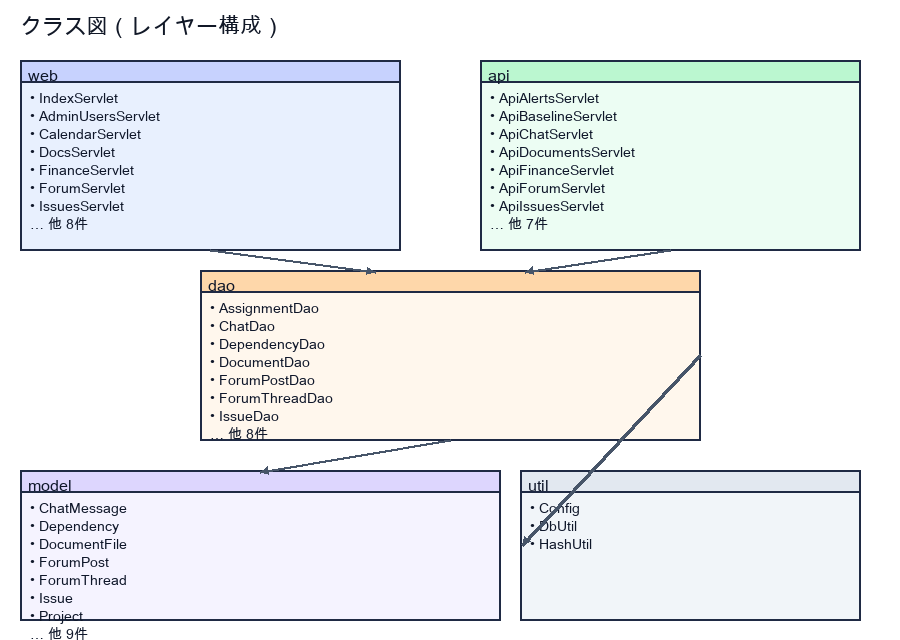 クラス図 ( レイヤー構成 )
web
• IndexServlet
• AdminUsersServlet
• CalendarServlet
• DocsServlet
• FinanceServlet
• ForumServlet
• IssuesServlet
… 他 8件
api
• ApiAlertsServlet
• ApiBaselineServlet
• ApiChatServlet
• ApiDocumentsServlet
• ApiFinanceServlet
• ApiForumServlet
• ApiIssuesServlet
… 他 7件
dao
• AssignmentDao
• ChatDao
• DependencyDao
• DocumentDao
• ForumPostDao
• ForumThreadDao
• IssueDao
… 他 8件
model
• ChatMessage
• Dependency
• DocumentFile
• ForumPost
• ForumThread
• Issue
• Project
… 他 9件
util
• Config
• DbUtil
• HashUtil